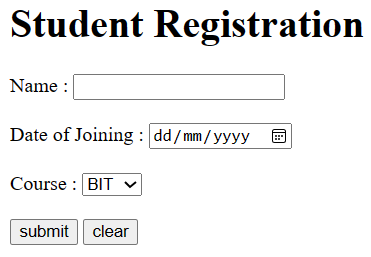 Student Registration
Name :
Date of Joining : dd/mm/yyyy
Course : BIT
submit clear